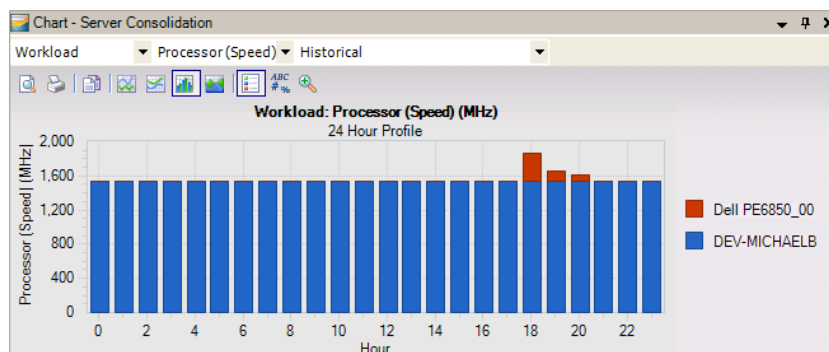 Chart - Server Consolidation
Workload Processor (Speed) Historical
ABC
#%
Workload: Processor (Speed) (MHz)
24 Hour Profile
2,000
1,600
1,200
800
400
0
Processor (Speed) (MHz)
0 2 4 6 8 10 12 14 16 18 20 22
Hour
Dell PE6850_00
DEV-MICHAELB